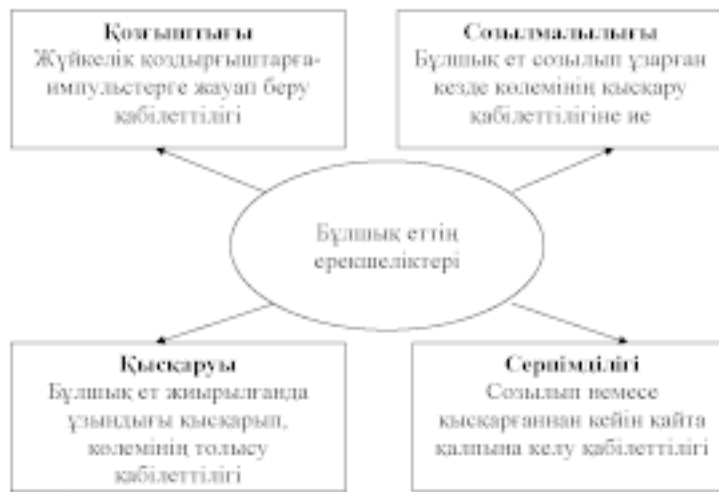 Қозғыштығы
Жүйкелік қоздырғыштарға-
импульстерге жауап беру
қабілеттілігі
Созылмалылығы
Бұлшық ет созылып ұзарған
кезде көлемінің қысқару
қабілеттілігіне ие
Бұлшық еттің
ерекшеліктері
Қысқаруы
Бұлшық ет жиырылғанда
ұзындығы қысқарып,
көлемінің толысу
қабілеттілігі
Серпімділігі
Созылып немесе
қысқарғаннан кейін қайта
қалпына келу қабілеттілігі